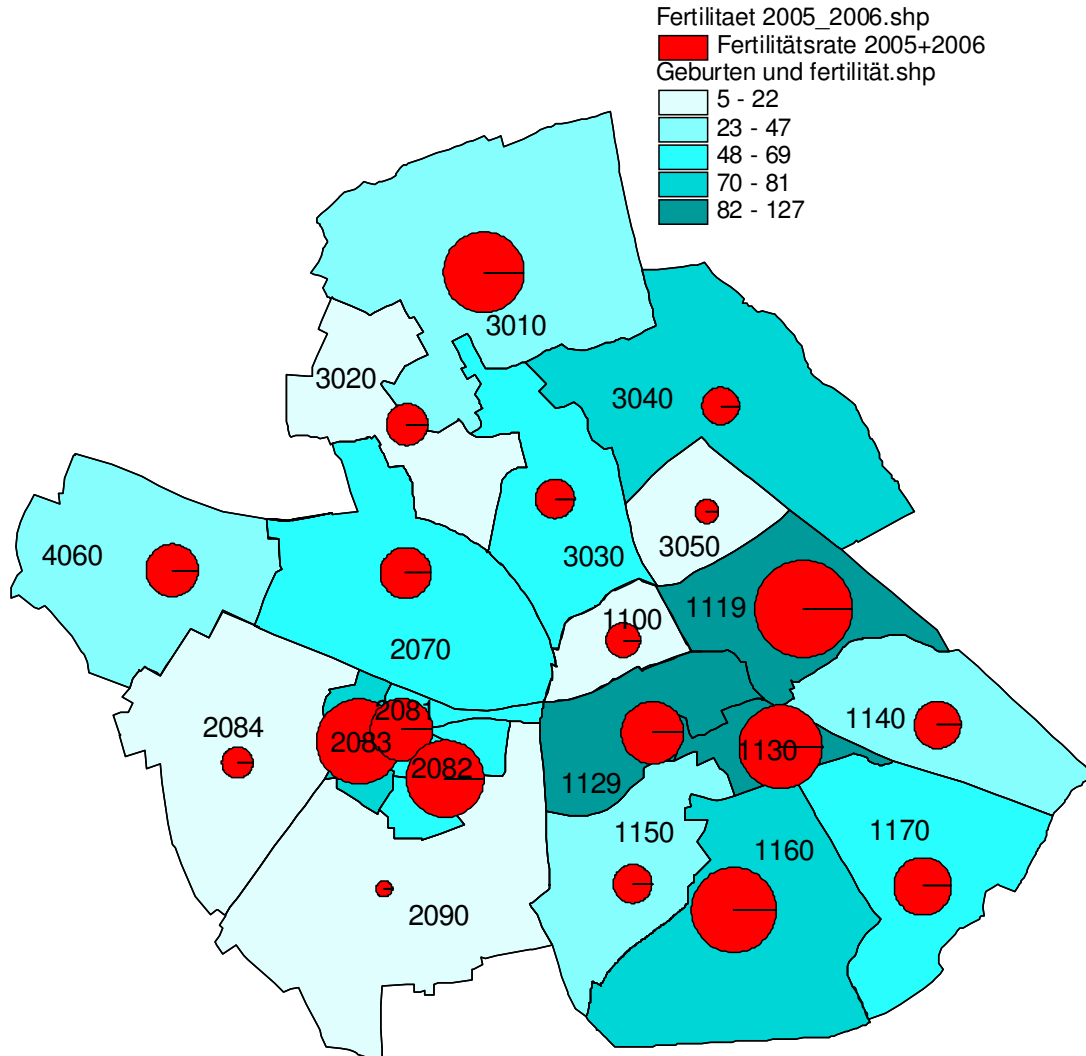 Fertilitaet 2005_2006.shp
Fertilitätsrate 2005+2006
Geburten und fertilität.shp
5 - 22
23 - 47
48 - 69
70 - 81
82 - 127
3010
3020
3040
3050
4060
3030
1119
1100
2070
2081
2084
2083
1140
1130
2082
1129
1150
1170
1160
2090